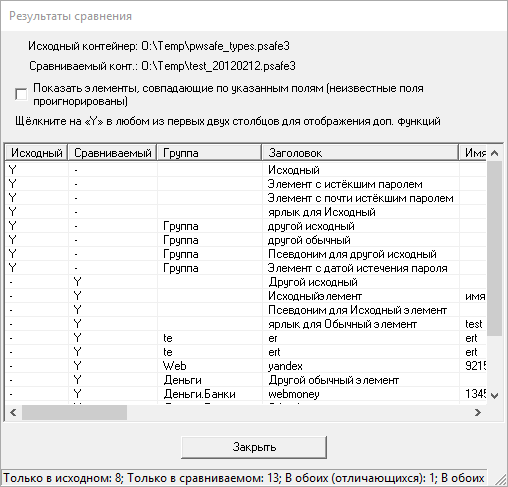 Результаты сравнения
Исходный контейнер: O:\Temp\pwsafe_types.psafe3
Сравниваемый конт.: O:\Temp\test_20120212.psafe3
Показать элементы, совпадающие по указанным полям (неизвестные поля
проигнорированы)
Щёлкните на «Y» в любом из первых двух столбцов для отображения доп. функций
Исходный Сравниваемый Группа Заголовок Имя
Y - Исходный
Y - Элемент с истёкшим паролем
Y - Элемент с почти истёкшим паролем
Y - ярлык для Исходный
Y - Группа другой исходный
Y - Группа другой обычный
Y - Группа Псевдоним для другой исходный
Y - Группа Элемент с датой истечения пароля
- Y Другой исходный
- Y Исходныйэлемент имя
- Y Псевдоним для Исходный элемент
- Y ярлык для Обычный элемент test
- Y te er ert
- Y te ert ert
- Y Web yandex 9215
- Y Деньги Другой обычный элемент
- Y Деньги.Банки webmoney 1345
Закрыть
Только в исходном: 8; Только в сравниваемом: 13; В обоих (отличающихся): 1; В обоих